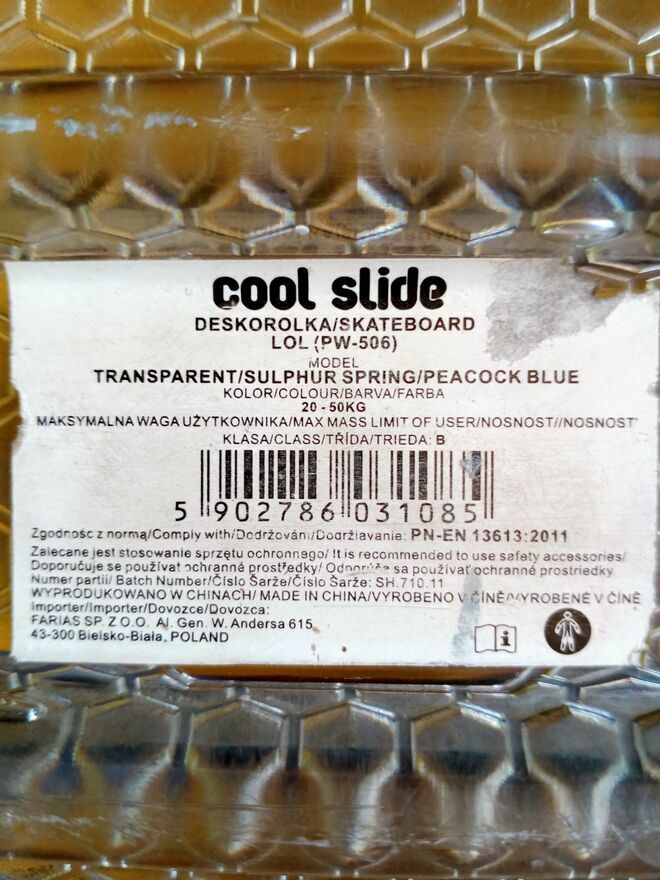 cool slide
DESKOROLKA/SKATEBOARD
LOL (PW-506)
MODEL
TRANSPARENT/SULPHUR SPRING/PEACOCK BLUE
KOLOR/COLOUR/BARVA/FARBA
20 - 50KG
MAKSYMALNA WAGA UŻYTKOWNIKA/MAX MASS LIMIT OF USER/NOSNOST//NOSNOSŤ
KLASA/CLASS/TŘÍDA/TRIEDA: B
5 902786 031085
Zgodność z normą/Comply with/Dodržování/Dodržiavanie: PN-EN 13613:2011
Zalecane jest stosowanie sprzętu ochronnego/ It is recommended to use safety accessories/
Doporučuje se používat ochranné prostředky/ Odporúča sa používať ochranné prostriedky
Numer partii/ Batch Number/Číslo Šarže/Číslo Šarže: SH.710.11
WYPRODUKOWANO W CHINACH/ MADE IN CHINA/VYROBENO V ČÍNĚ/VYROBENÉ V ČÍNĚ
Importer/Importer/Dovozce/Dovozca:
FARIAS SP. Z O.O. Al. Gen. W. Andersa 615
43-300 Bielsko-Biała, POLAND